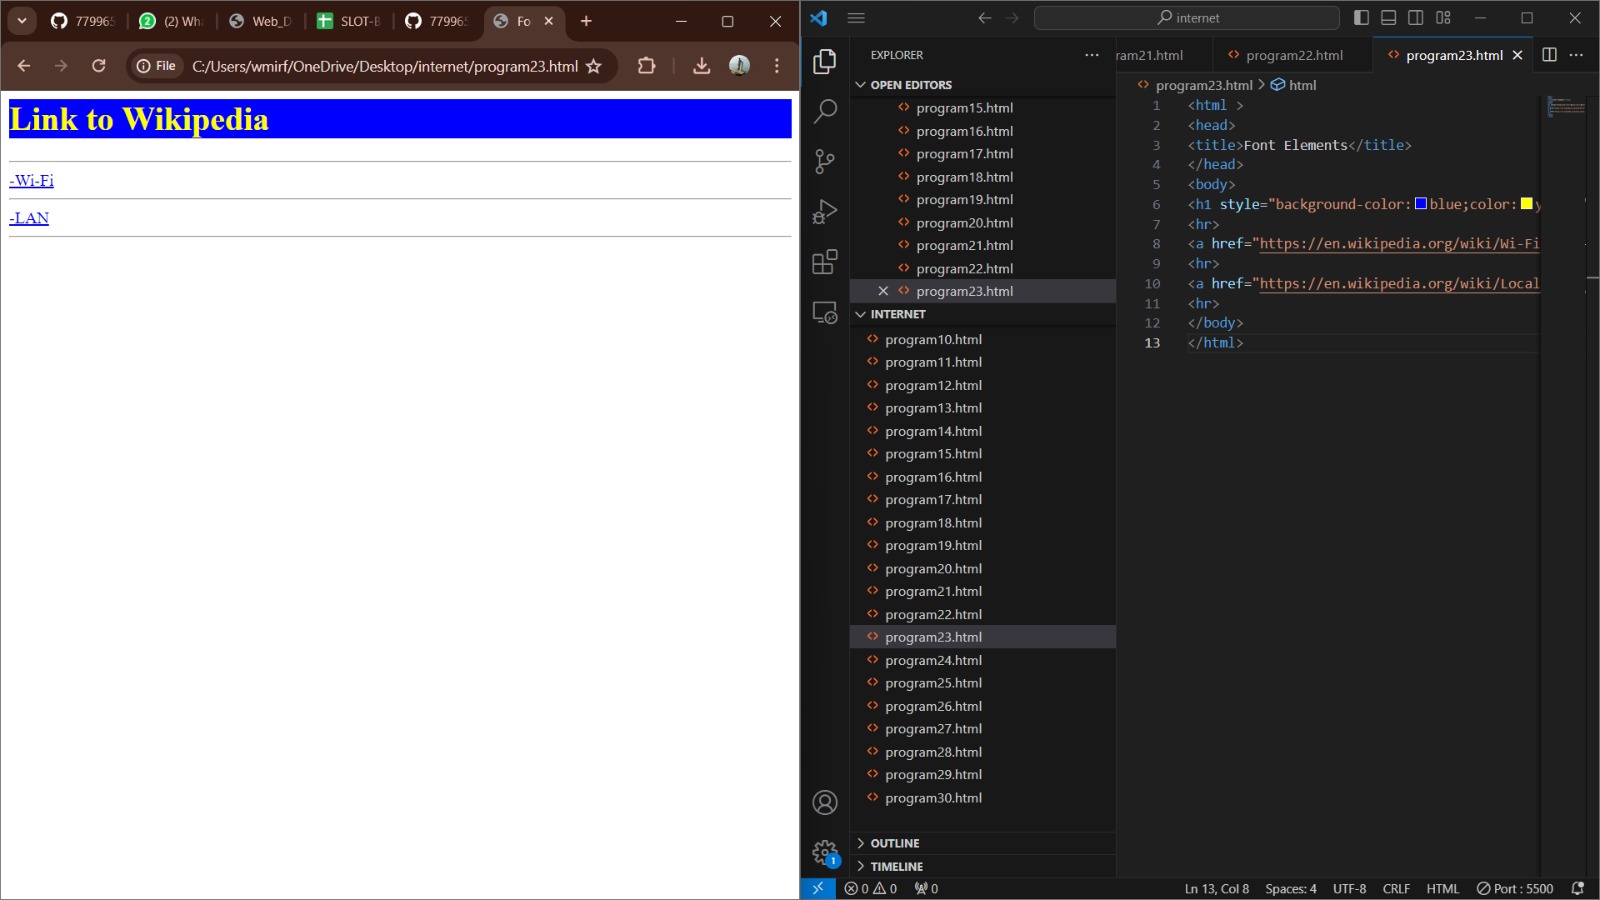 779965
(2) Wha
Web_D
SLOT-B
779965
Fo
File
C:/Users/wmirf/OneDrive/Desktop/internet/program23.html
Link to Wikipedia
-Wi-Fi
-LAN
internet
EXPLORER
OPEN EDITORS
program15.html
program16.html
program17.html
program18.html
program19.html
program20.html
program21.html
program22.html
program23.html
INTERNET
program10.html
program11.html
program12.html
program13.html
program14.html
program15.html
program16.html
program17.html
program18.html
program19.html
program20.html
program21.html
program22.html
program23.html
program24.html
program25.html
program26.html
program27.html
program28.html
program29.html
program30.html
OUTLINE
TIMELINE
ram21.html
program22.html
program23.html
program23.html > html
1 <html >
2 <head>
3 <title>Font Elements</title>
4 </head>
5 <body>
6 <h1 style="background-color:blue;color:y
7 <hr>
8 <a href="https://en.wikipedia.org/wiki/Wi-Fi
9 <hr>
10 <a href="https://en.wikipedia.org/wiki/Local
11 <hr>
12 </body>
13 </html>
1
0 0 0
Ln 13, Col 8 Spaces: 4 UTF-8 CRLF HTML Port : 5500